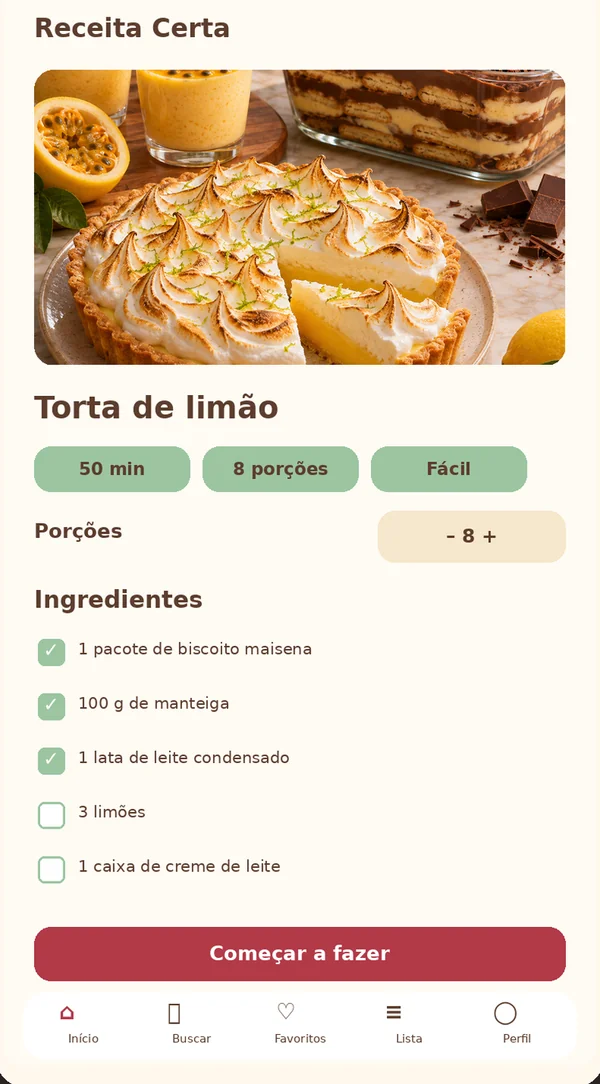 Receita Certa
Torta de limão
50 min
8 porções
Fácil
Porções
– 8 +
Ingredientes
✓ 1 pacote de biscoito maisena
✓ 100 g de manteiga
✓ 1 lata de leite condensado
3 limões
1 caixa de creme de leite
Começar a fazer
Início
Buscar
Favoritos
Lista
Perfil